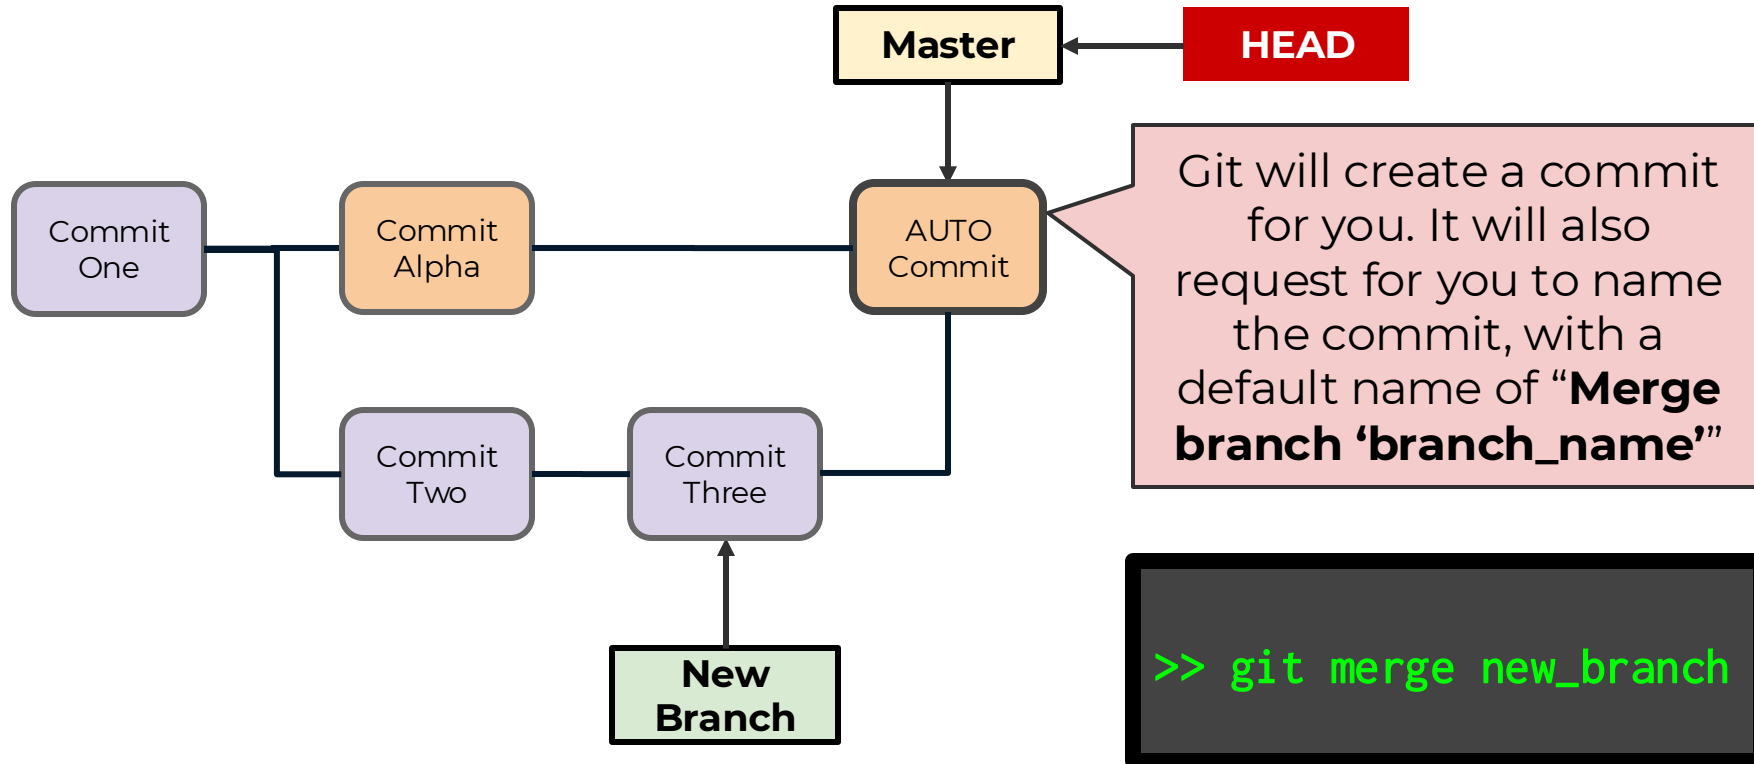 Master
HEAD
Commit
One
Commit
Alpha
AUTO
Commit
Git will create a commit
for you. It will also
request for you to name
the commit, with a
default name of “Merge
branch ‘branch_name’”
Commit
Two
Commit
Three
New
Branch
>> git merge new_branch